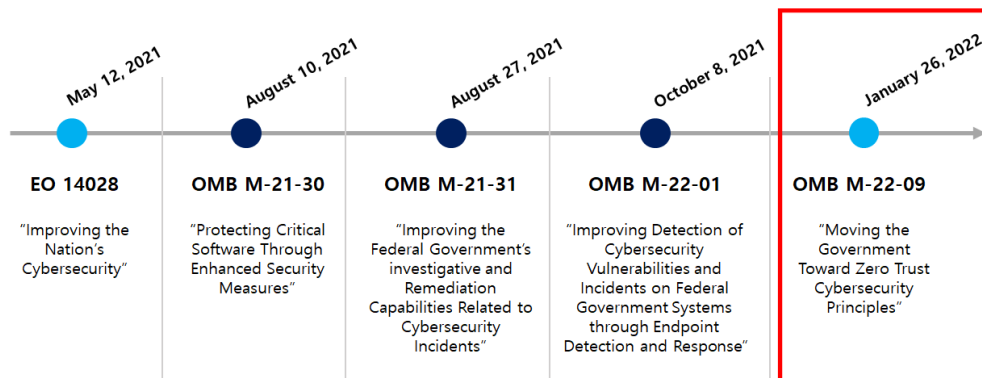 May 12, 2021
August 10, 2021
August 27, 2021
October 8, 2021
January 26, 2022
EO 14028
"Improving the
Nation's
Cybersecurity"
OMB M-21-30
"Protecting Critical
Software Through
Enhanced Security
Measures"
OMB M-21-31
"Improving the
Federal Government's
investigative and
Remediation
Capabilities Related to
Cybersecurity
Incidents"
OMB M-22-01
"Improving Detection of
Cybersecurity
Vulnerabilities and
Incidents on Federal
Government Systems
through Endpoint
Detection and Response"
OMB M-22-09
"Moving the
Government
Toward Zero Trust
Cybersecurity
Principles"